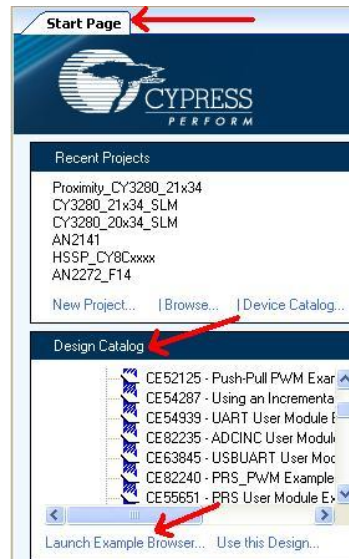 Start Page
CYPRESS
PERFORM
Recent Projects
Proximity_CY3280_21x34
CY3280_21x34_SLM
CY3280_20x34_SLM
AN2141
HSSP_CY8Cxxxx
AN2272_F14
New Project... | Browse... | Device Catalog...
Design Catalog
CE52125 - Push-Pull PWM Exar
CE54287 - Using an Incrementa
CE54939 - UART User Module E
CE82235 - ADCINC User Module
CE63845 - USBUART User Moc
CE82240 - PRS_PWM Example
CE55651 - PRS User Module Ex
Launch Example Browser... Use this Design...